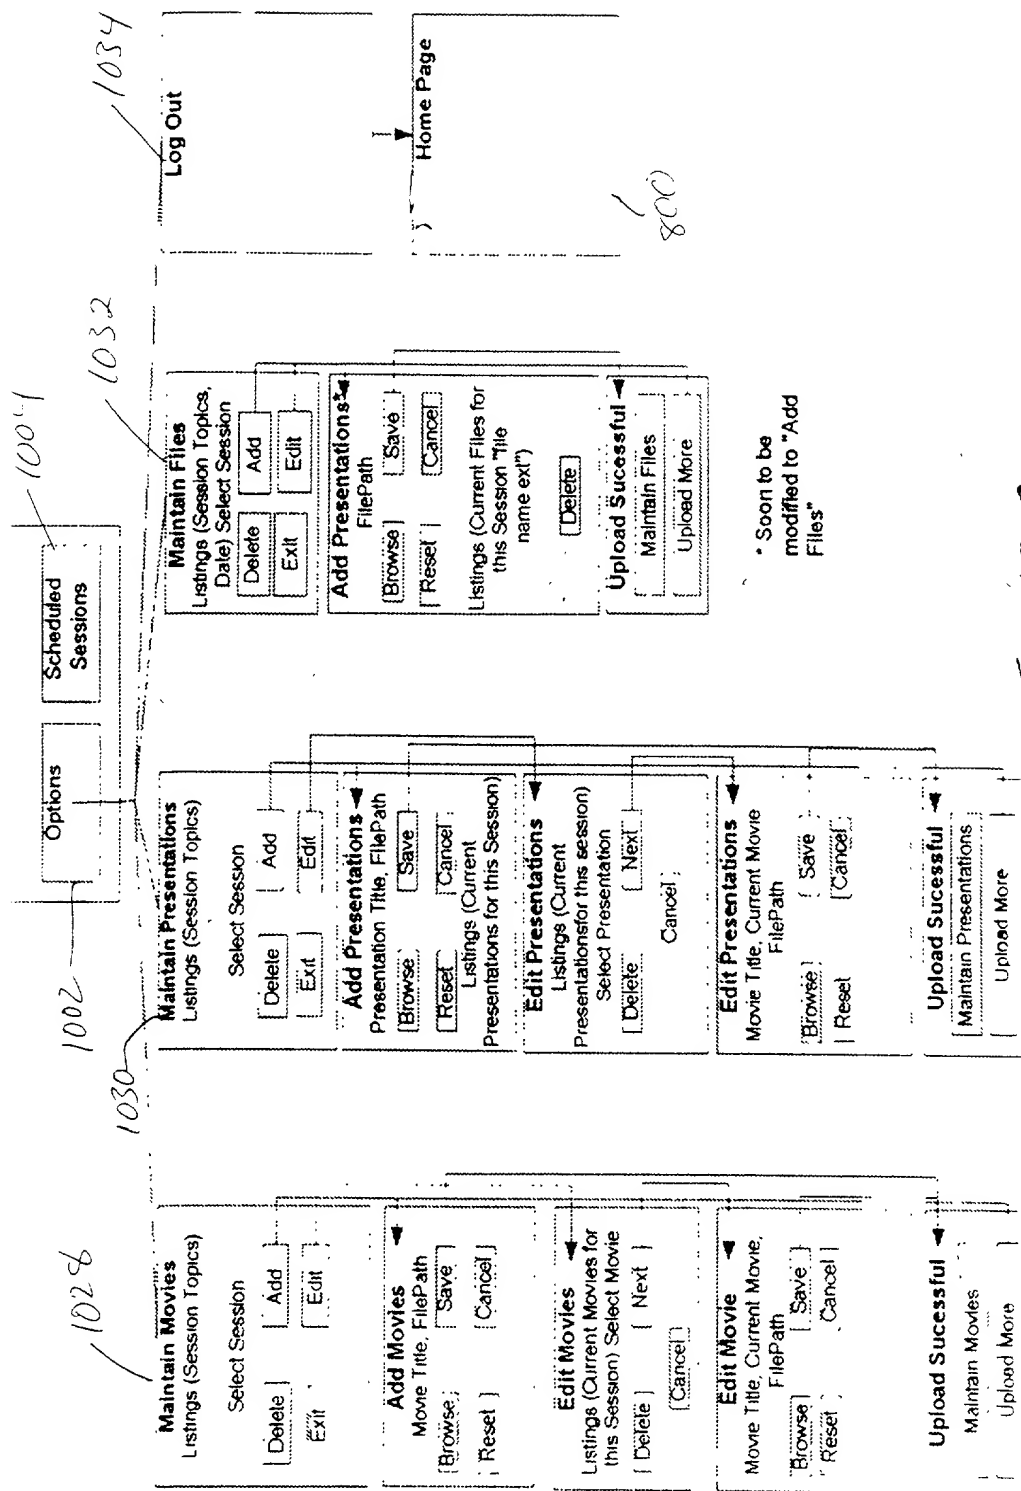 1004
Options
Scheduled
Sessions
1002
1030
1028
Maintain Movies
Listings (Session Topics)
Select Session
Delete
Add
Exit
Edit
Add Movies
Movie Title, FilePath
Browse
Save
Reset
Cancel
Edit Movies
Listings (Current Movies for
this Session) Select Movie
Delete
Next
Cancel
Edit Movie
Movie Title, Current Movie,
FilePath
Browse
Save
Reset
Cancel
Upload Sucessful
Maintain Movies
Upload More
Maintain Presentations
Listings (Session Topics)
Select Session
Delete
Add
Exit
Edit
Add Presentations
Presentation Title, FilePath
Browse
Save
Reset
Cancel
Listings (Current
Presentations for this Session)
Edit Presentations
Listings (Current
Presentationsfor this session)
Select Presentation
Delete
Next
Cancel
Edit Presentations
Movie Title, Current Movie
FilePath
Browse
Save
Reset
Cancel
Upload Sucessful
Maintain Presentations
Upload More
1032
Maintain Files
Listings (Session Topics,
Date) Select Session
Delete
Add
Exit
Edit
Add Presentations*
FilePath
Browse
Save
Reset
Cancel
Listings (Current Files for
this Session "file
name ext")
Delete
Upload Sucessful
Maintain Files
Upload More
* Soon to be
modified to "Add
Files"
1034
Log Out
Home Page
800